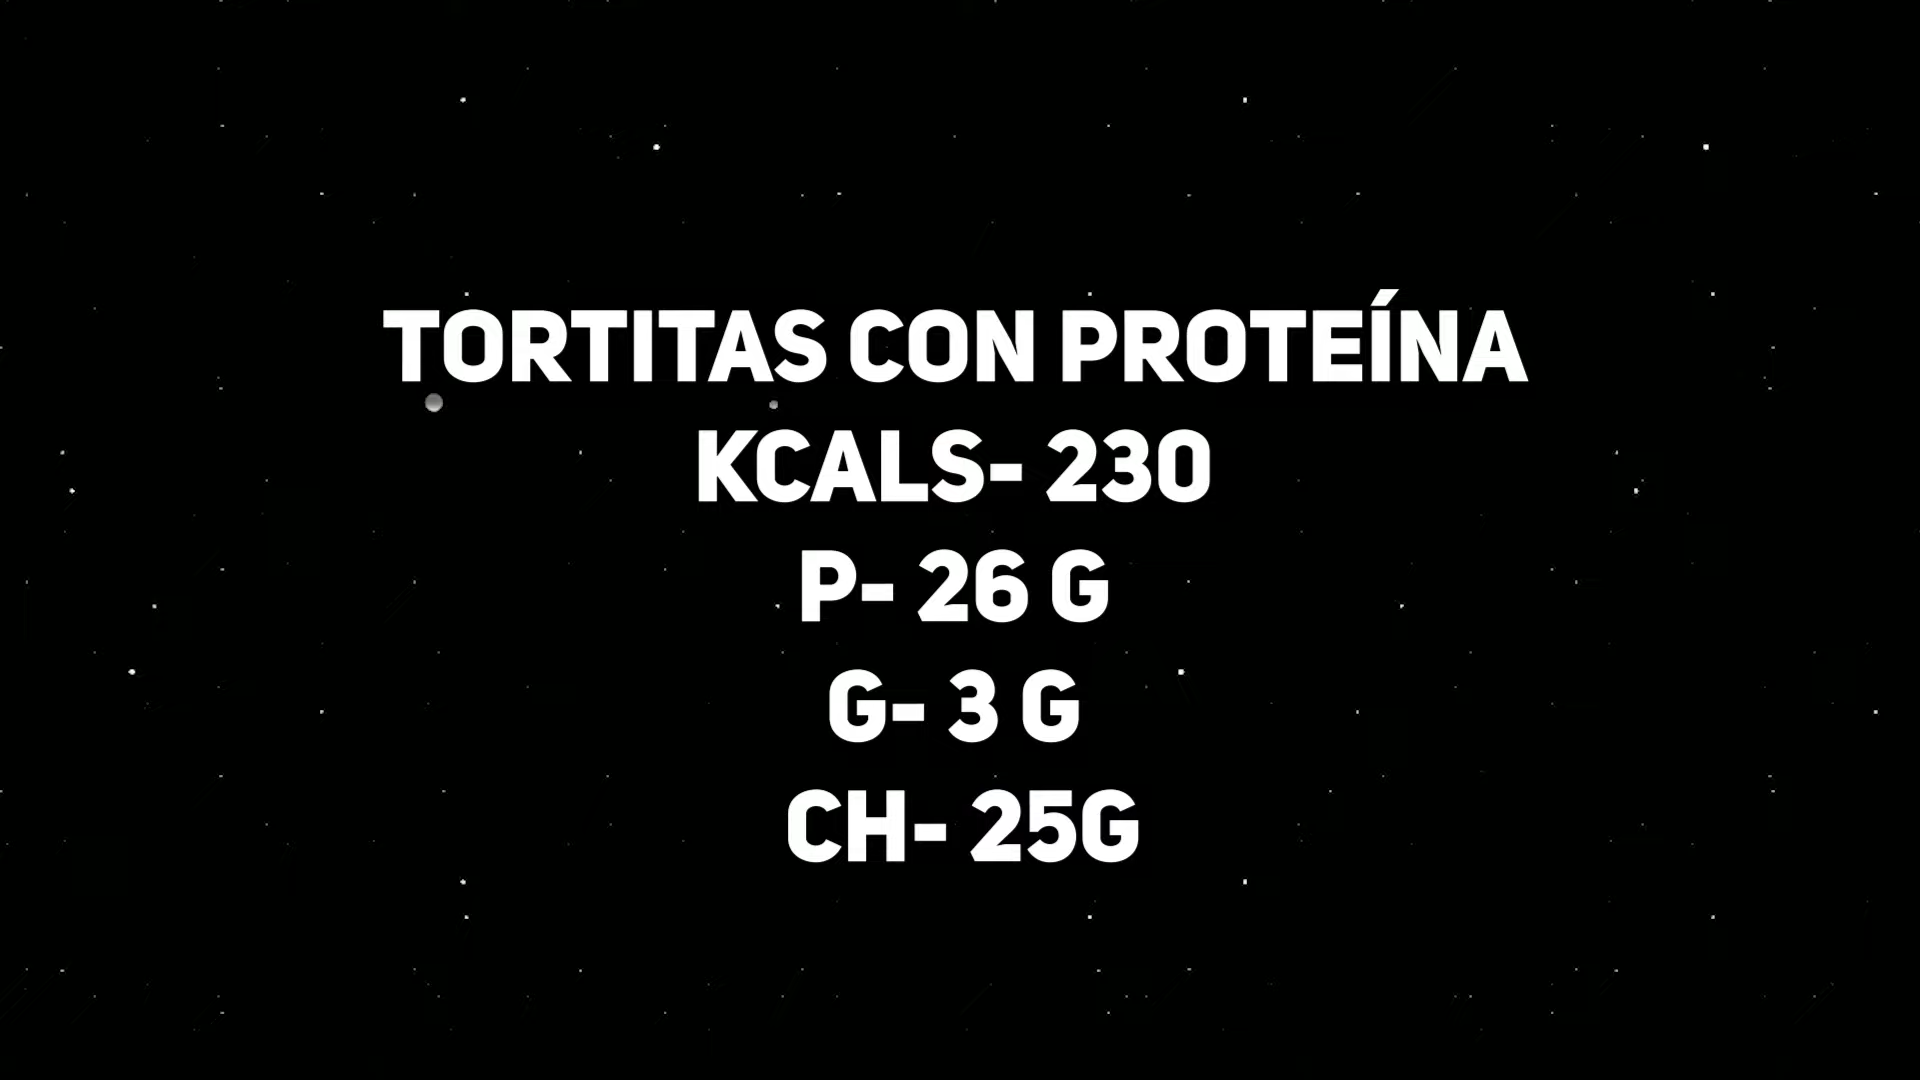 TORTITAS CON PROTEÍNA
KCALS- 230
P- 26 G
G- 3 G
CH- 25G